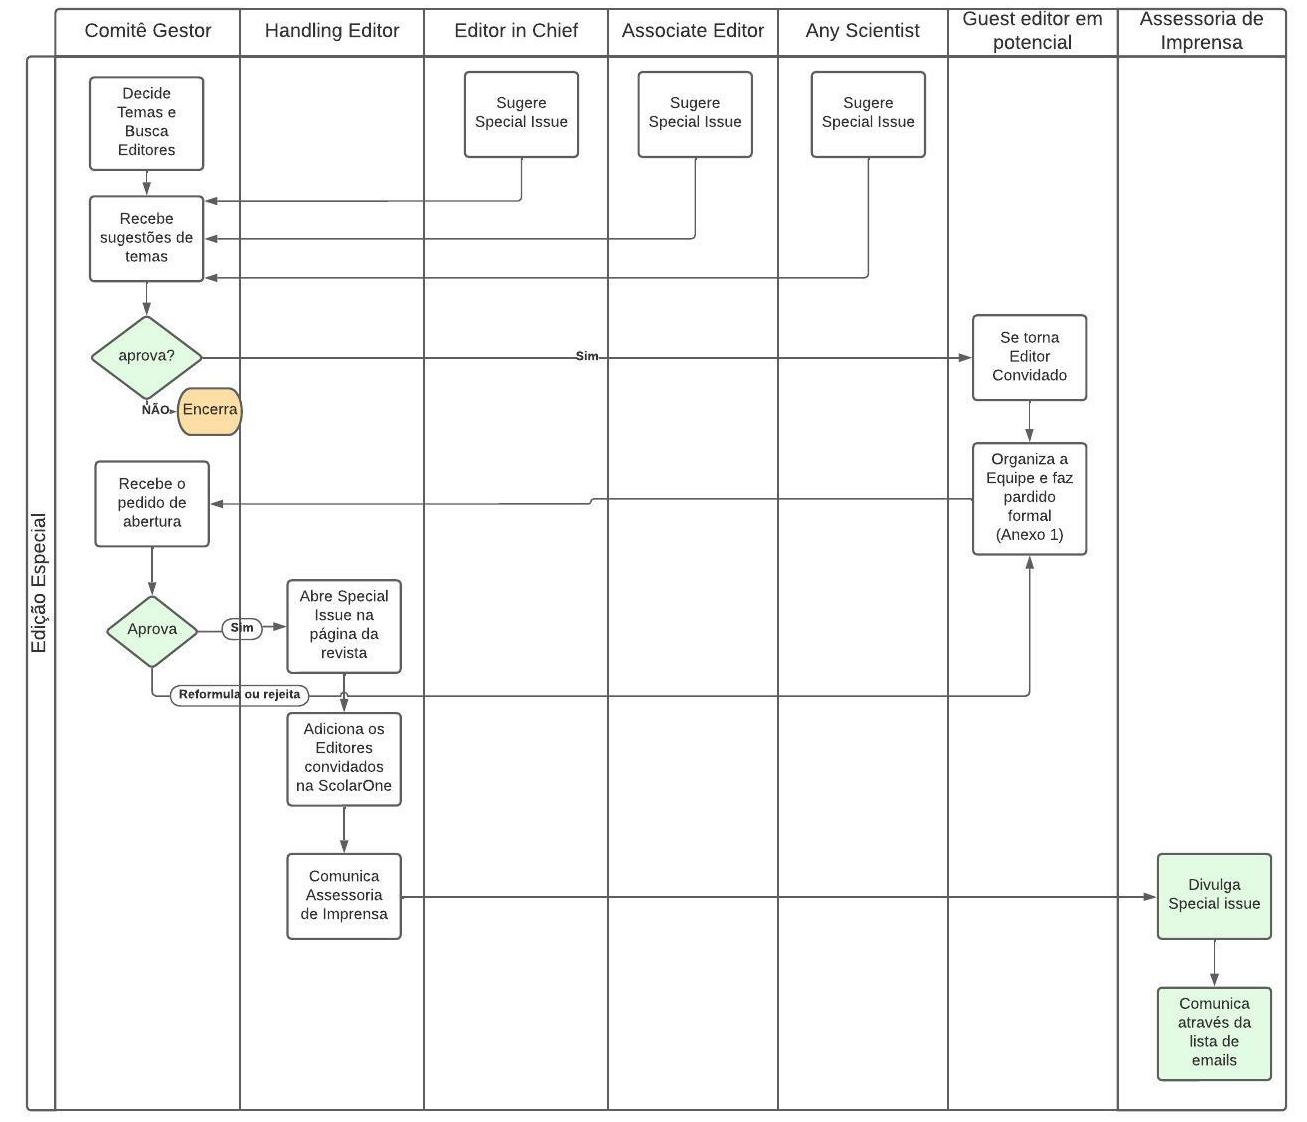 Comitê Gestor
Handling Editor
Editor in Chief
Associate Editor
Any Scientist
Guest editor em
potencial
Assessoria de
Imprensa
Edição Especial
Decide
Temas e
Busca
Editores
Sugere
Special Issue
Sugere
Special Issue
Sugere
Special Issue
Recebe
sugestões de
temas
aprova?
Sim
NÃO
Encerra
Se torna
Editor
Convidado
Organiza a
Equipe e faz
pardido
formal
(Anexo 1)
Recebe o
pedido de
abertura
Aprova
Sim
Reformula ou rejeita
Abre Special
Issue na
página da
revista
Adiciona os
Editores
convidados
na ScolarOne
Comunica
Assessoria
de Imprensa
Divulga
Special issue
Comunica
através da
lista de
emails